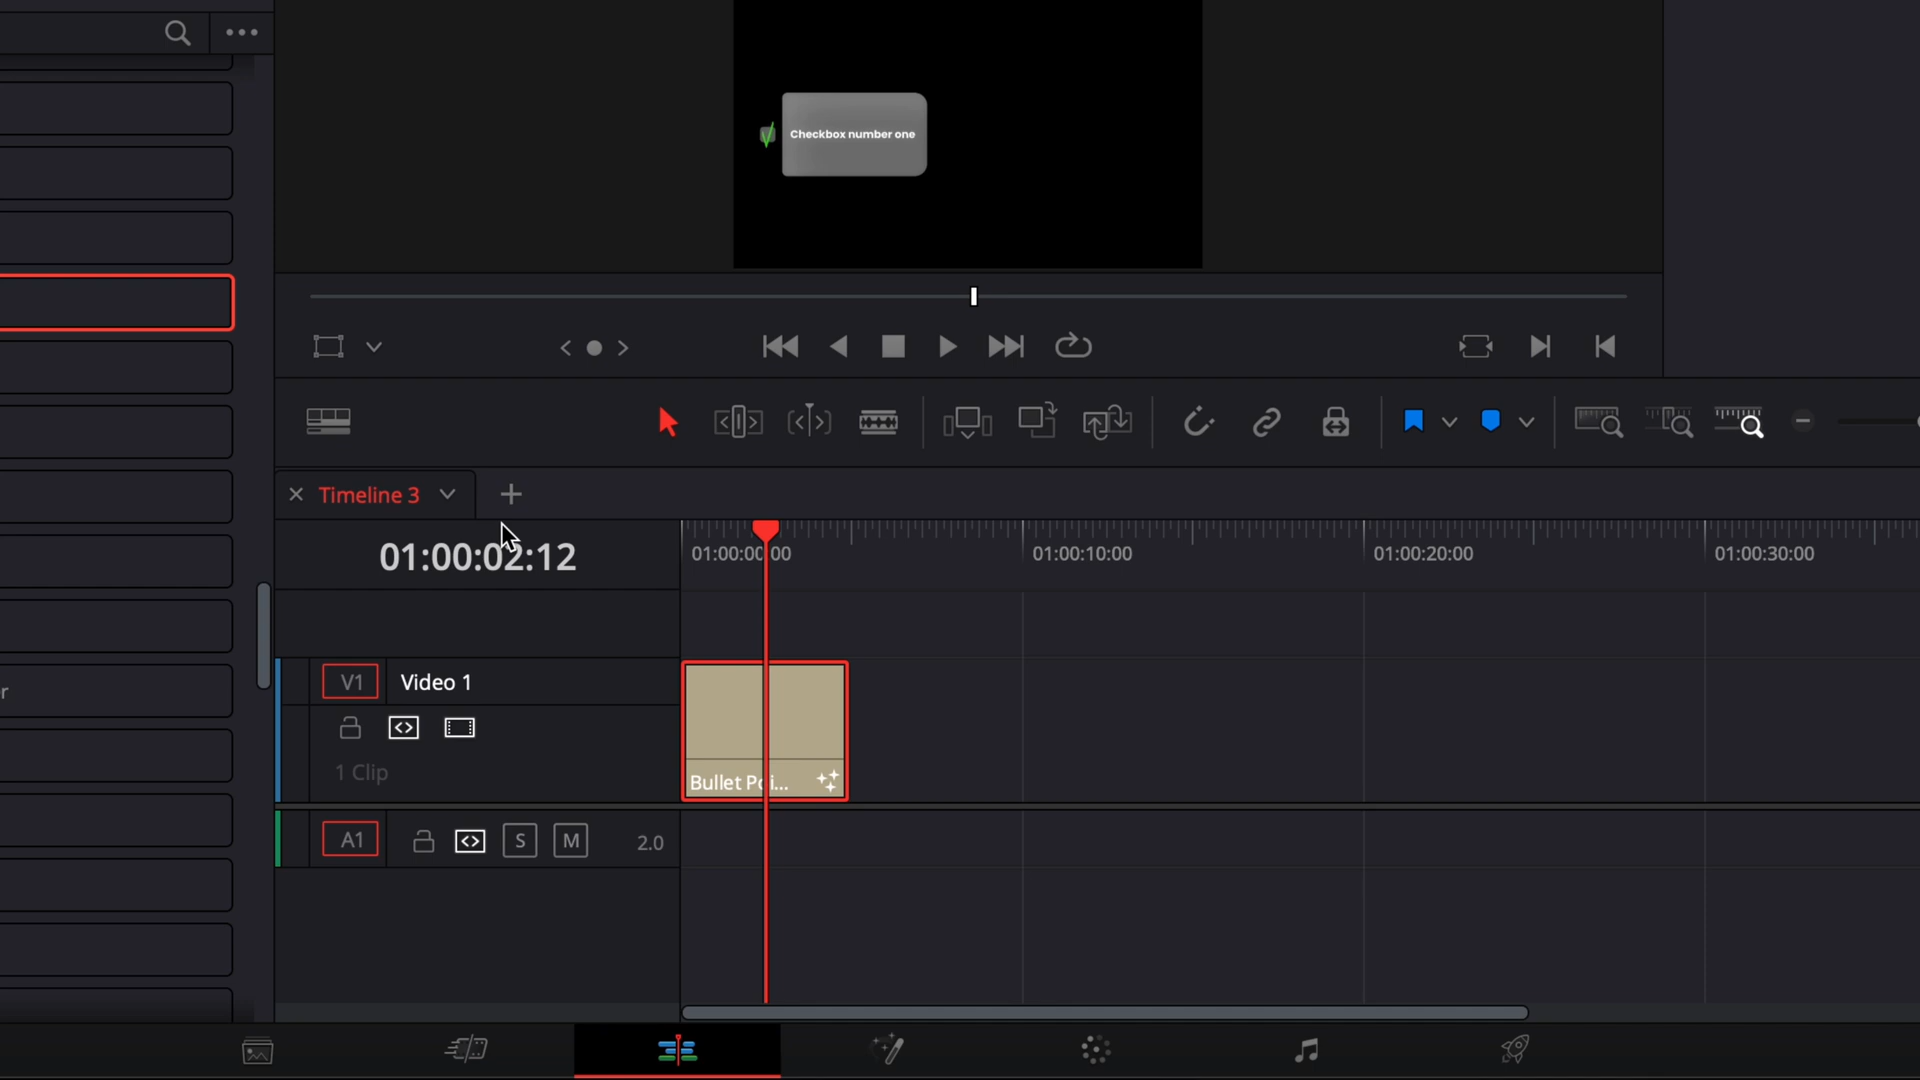 Checkbox number one
Timeline 3
01:00:02:12
01:00:00:00
01:00:10:00
01:00:20:00
01:00:30:00
V1
Video 1
1 Clip
Bullet Poi...
A1
S
M
2.0
r